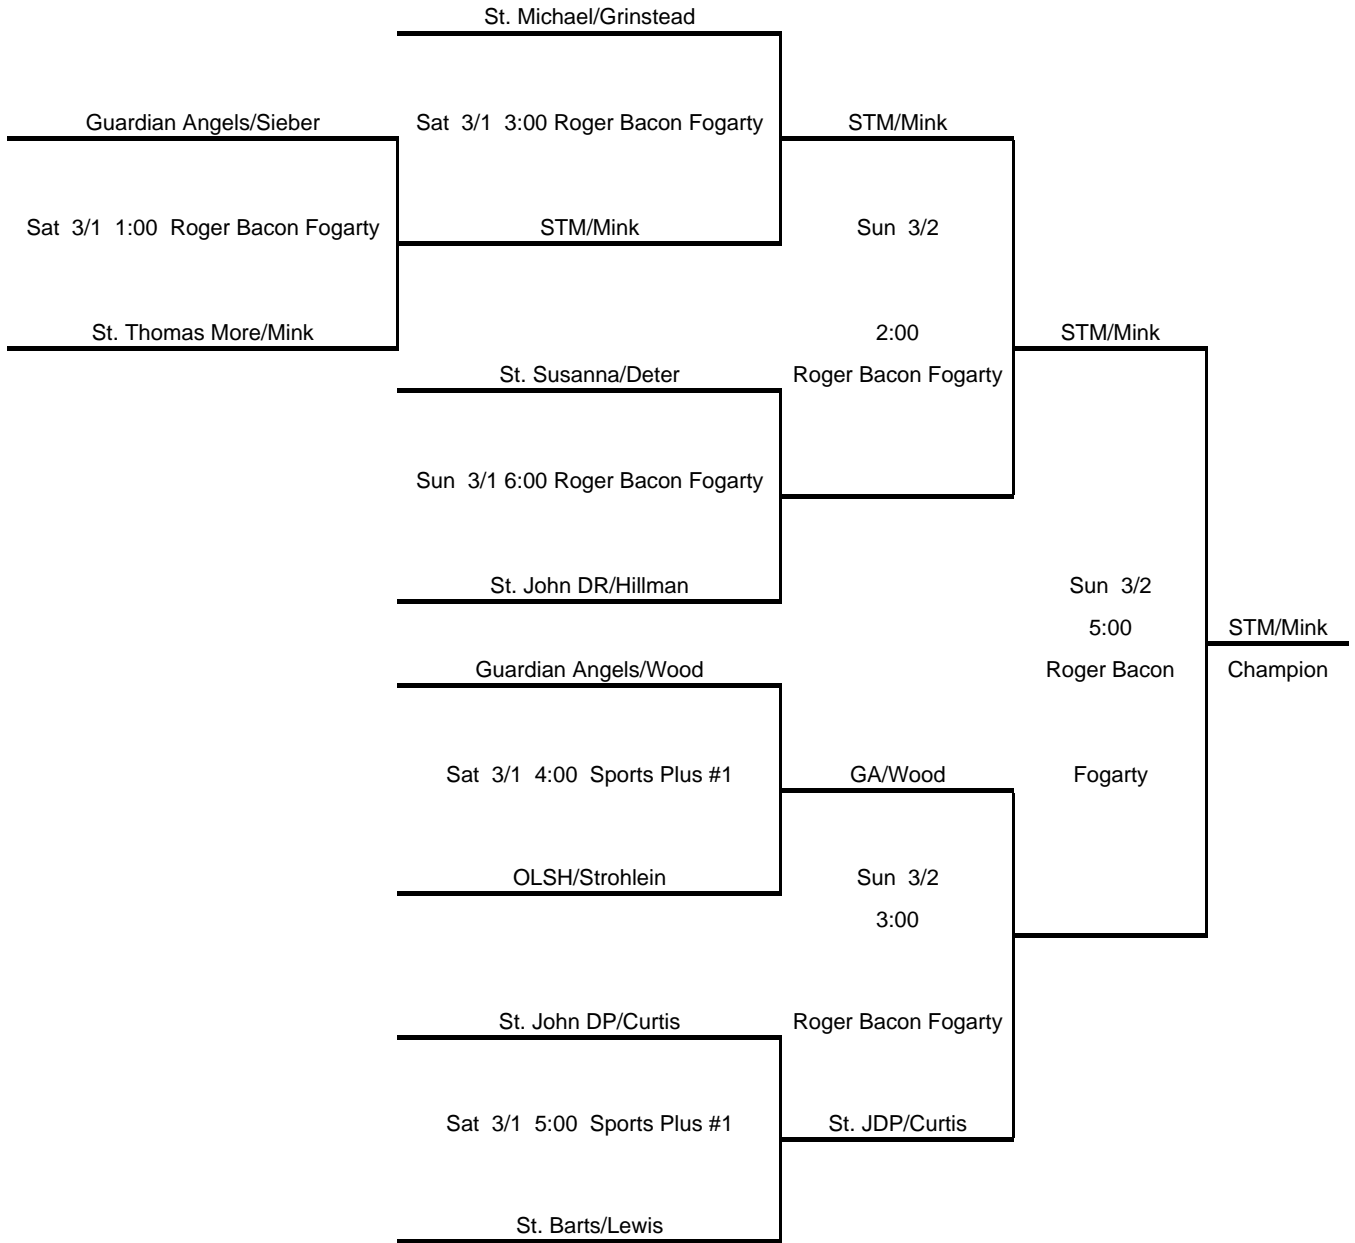 St. Michael/Grinstead
Guardian Angels/Sieber
Sat 3/1 3:00 Roger Bacon Fogarty
STM/Mink
Sat 3/1 1:00 Roger Bacon Fogarty
STM/Mink
Sun 3/2
St. Thomas More/Mink
2:00
STM/Mink
St. Susanna/Deter
Roger Bacon Fogarty
Sun 3/1 6:00 Roger Bacon Fogarty
St. John DR/Hillman
Sun 3/2
5:00
STM/Mink
Guardian Angels/Wood
Roger Bacon
Champion
Sat 3/1 4:00 Sports Plus #1
GA/Wood
Fogarty
OLSH/Strohlein
Sun 3/2
3:00
St. John DP/Curtis
Roger Bacon Fogarty
Sat 3/1 5:00 Sports Plus #1
St. JDP/Curtis
St. Barts/Lewis